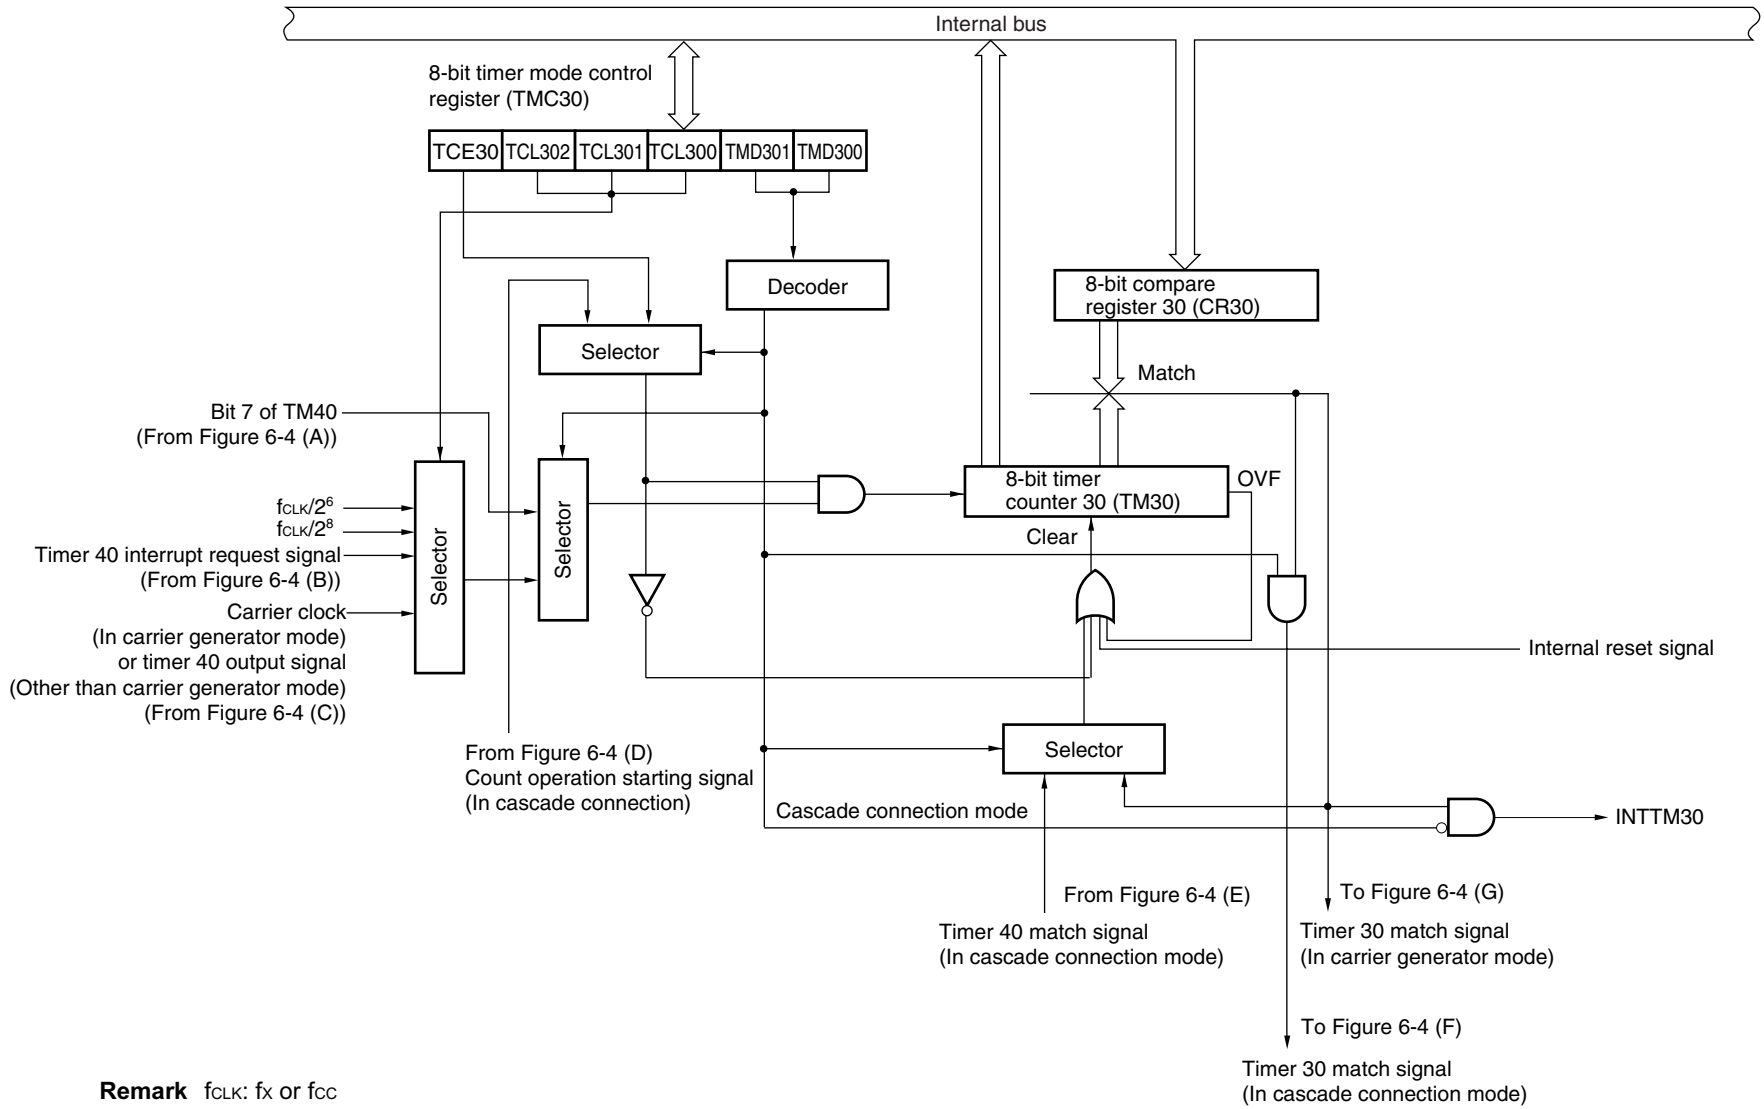 Internal bus
8-bit timer mode control
register (TMC30)
TCE30 TCL302 TCL301 TCL300 TMD301 TMD300
Decoder
8-bit compare
register 30 (CR30)
Selector
Match
Bit 7 of TM40
(From Figure 6-4 (A))
8-bit timer
counter 30 (TM30)
OVF
Clear
fCLK/2⁶
fCLK/2⁸
Timer 40 interrupt request signal
(From Figure 6-4 (B))
Carrier clock
(In carrier generator mode)
or timer 40 output signal
(Other than carrier generator mode)
(From Figure 6-4 (C))
Selector
Selector
Internal reset signal
From Figure 6-4 (D)
Count operation starting signal
(In cascade connection)
Selector
Cascade connection mode
INTTM30
From Figure 6-4 (E)
Timer 40 match signal
(In cascade connection mode)
To Figure 6-4 (G)
Timer 30 match signal
(In carrier generator mode)
To Figure 6-4 (F)
Timer 30 match signal
(In cascade connection mode)
Remark fCLK: fX or fCC